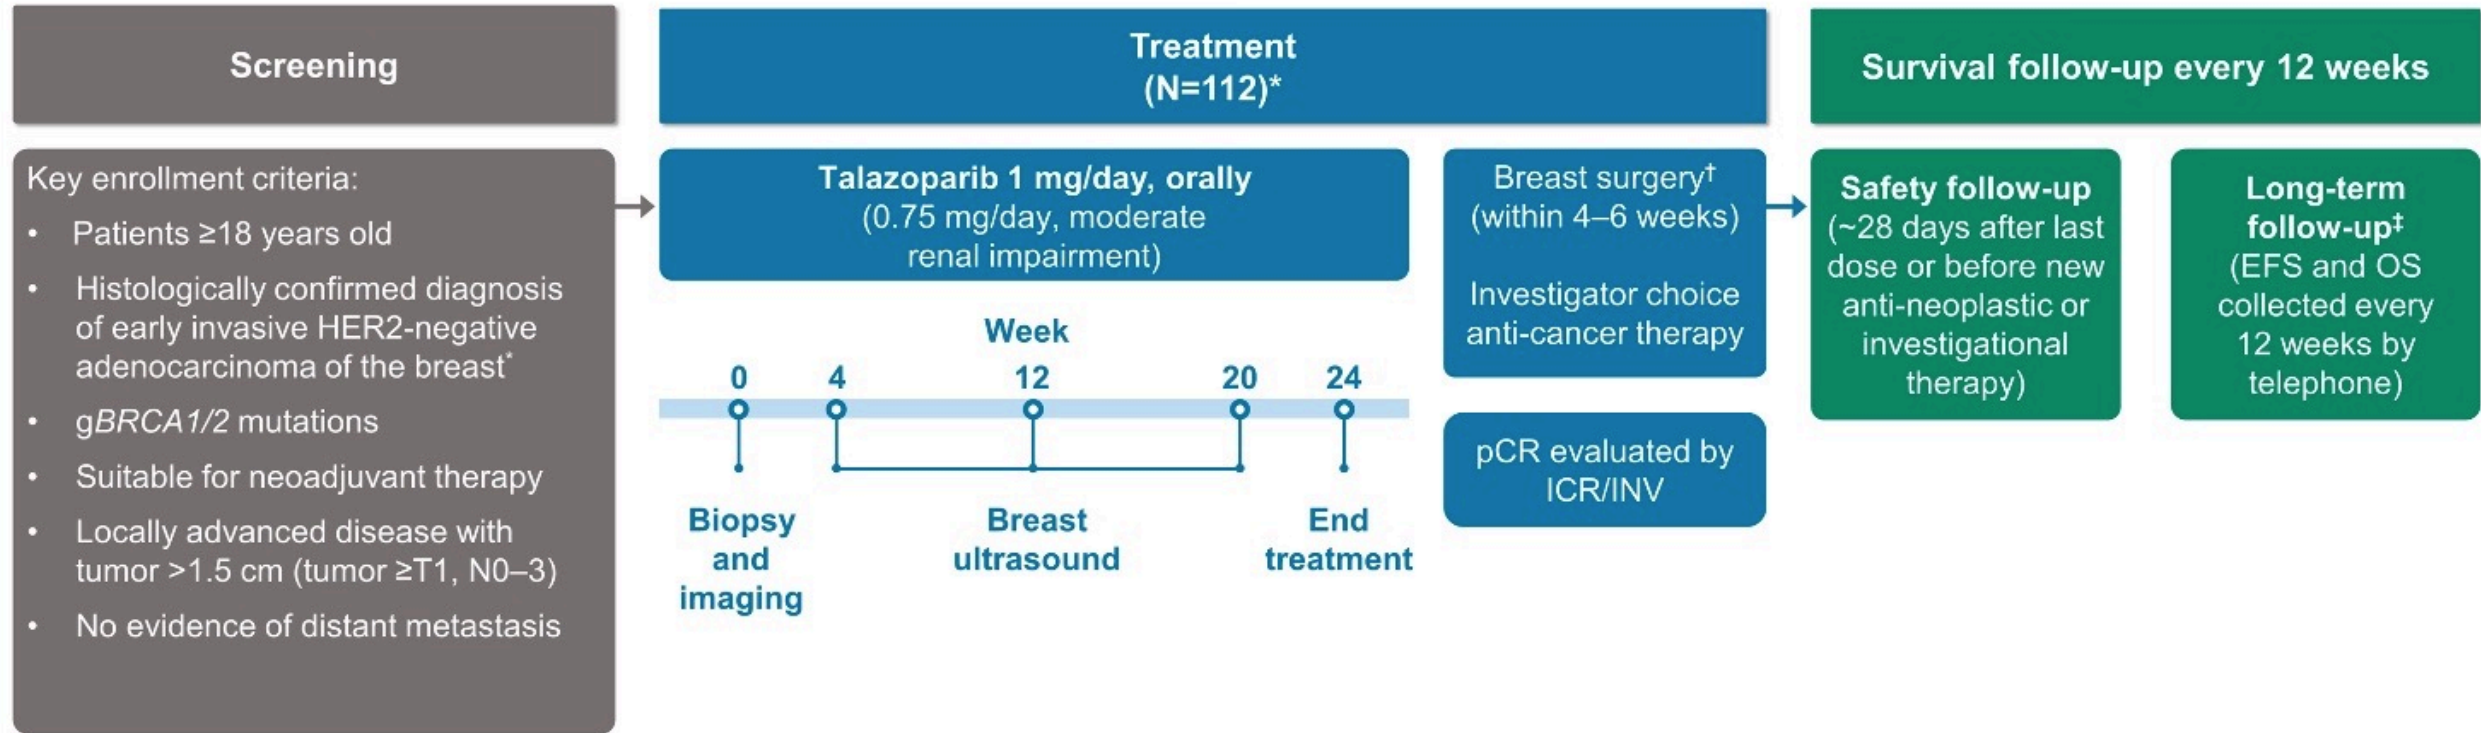 Screening
Key enrollment criteria:
• Patients ≥18 years old
• Histologically confirmed diagnosis
of early invasive HER2-negative
adenocarcinoma of the breast*
• gBRCA1/2 mutations
• Suitable for neoadjuvant therapy
• Locally advanced disease with
tumor >1.5 cm (tumor ≥T1, N0–3)
• No evidence of distant metastasis
Treatment
(N=112)*
Talazoparib 1 mg/day, orally
(0.75 mg/day, moderate
renal impairment)
Week
0 4 12 20 24
Biopsy
and
imaging
Breast
ultrasound
End
treatment
Breast surgery†
(within 4–6 weeks)
Investigator choice
anti-cancer therapy
pCR evaluated by
ICR/INV
Survival follow-up every 12 weeks
Safety follow-up
(~28 days after last
dose or before new
anti-neoplastic or
investigational
therapy)
Long-term
follow-up‡
(EFS and OS
collected every
12 weeks by
telephone)